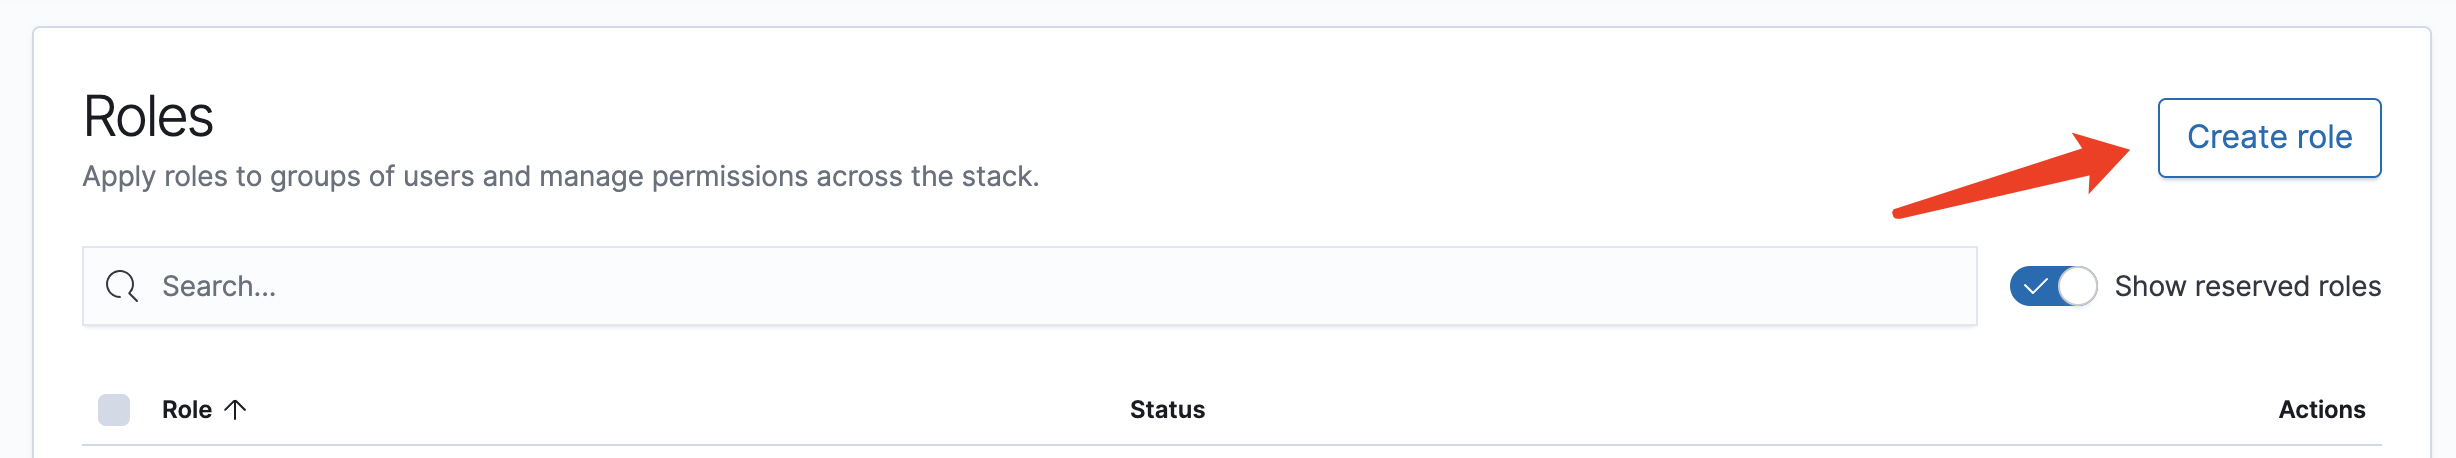 Roles
Create role
Apply roles to groups of users and manage permissions across the stack.
Search...
Show reserved roles
Role Status Actions